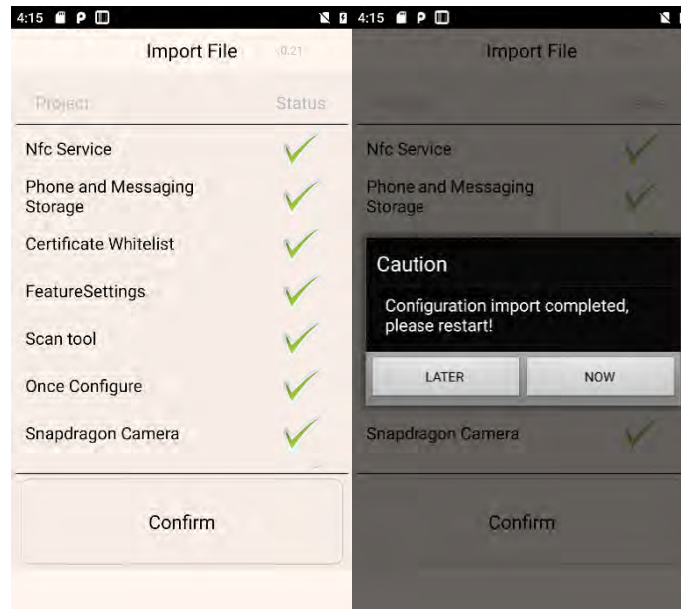 4:15 P
Import File 0.21
Project Status
Nfc Service
Phone and Messaging
Storage
Certificate Whitelist
FeatureSettings
Scan tool
Once Configure
Snapdragon Camera
Confirm
4:15 P
Import File
Nfc Service
Phone and Messaging
Storage
Caution
Configuration import completed,
please restart!
LATER NOW
Snapdragon Camera
Confirm